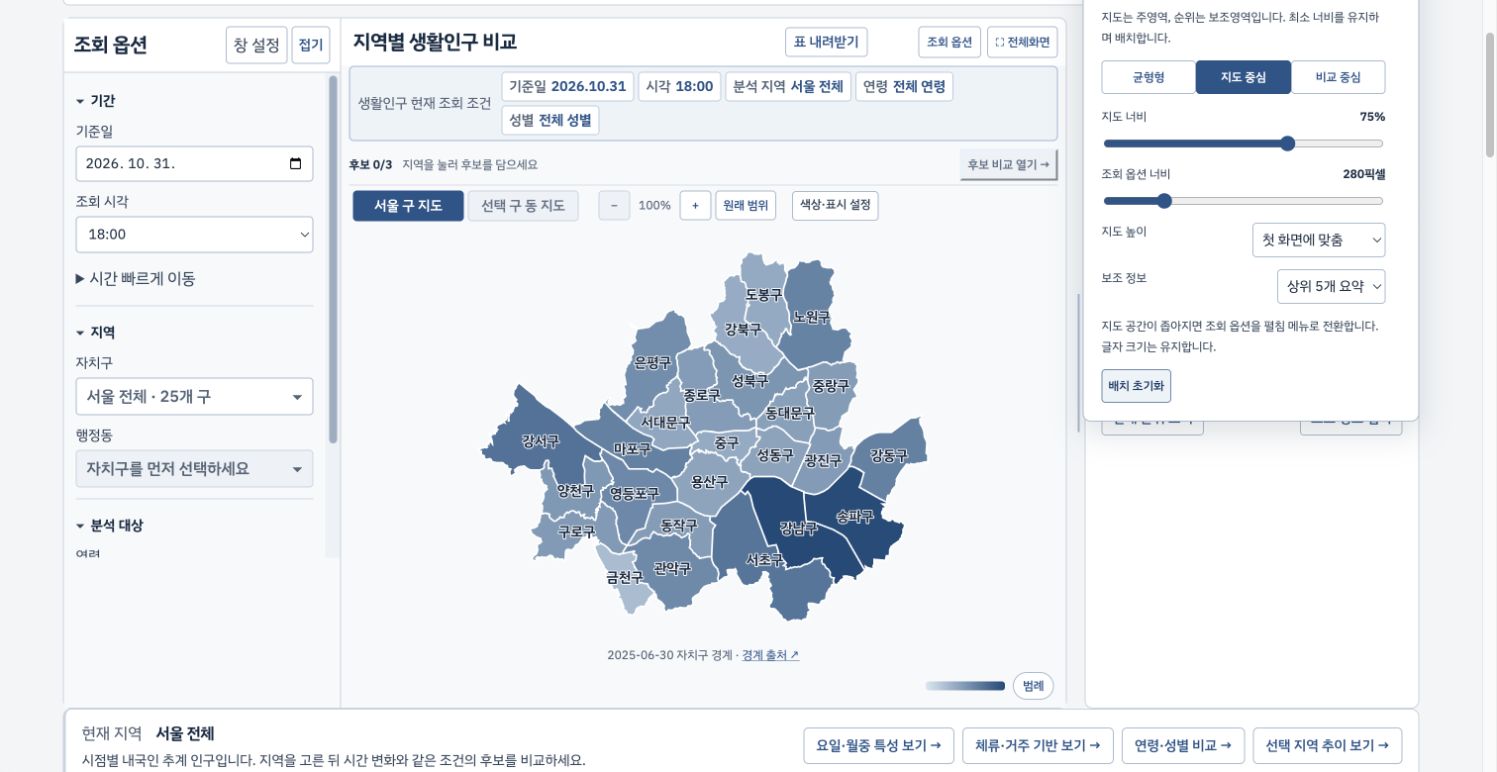 조회 옵션
창 설정
접기
기간
기준일
2026. 10. 31.
조회 시각
18:00
시간 빠르게 이동
지역
자치구
서울 전체 · 25개 구
행정동
자치구를 먼저 선택하세요
분석 대상
연령
지역별 생활인구 비교
표 내려받기
조회 옵션
전체화면
생활인구 현재 조회 조건
기준일 2026.10.31
시각 18:00
분석 지역 서울 전체
연령 전체 연령
성별 전체 성별
후보 0/3 지역을 눌러 후보를 담으세요
후보 비교 열기 →
서울 구 지도
선택 구 동 지도
−
100%
+
원래 범위
색상·표시 설정
도봉구
노원구
강북구
은평구
성북구
중랑구
종로구
동대문구
서대문구
강서구
마포구
중구
성동구
광진구
강동구
용산구
양천구
영등포구
송파구
동작구
강남구
구로구
서초구
관악구
금천구
2025-06-30 자치구 경계 · 경계 출처 ↗
범례
지도는 주영역, 순위는 보조영역입니다. 최소 너비를 유지하
며 배치합니다.
균형형
지도 중심
비교 중심
지도 너비
75%
조회 옵션 너비
280픽셀
지도 높이
첫 화면에 맞춤
보조 정보
상위 5개 요약
지도 공간이 좁아지면 조회 옵션을 펼침 메뉴로 전환합니다.
글자 크기는 유지합니다.
배치 초기화
현재 지역 서울 전체
시점별 내국인 추계 인구입니다. 지역을 고른 뒤 시간 변화와 같은 조건의 후보를 비교하세요.
요일·월중 특성 보기 →
체류·거주 기반 보기 →
연령·성별 비교 →
선택 지역 추이 보기 →